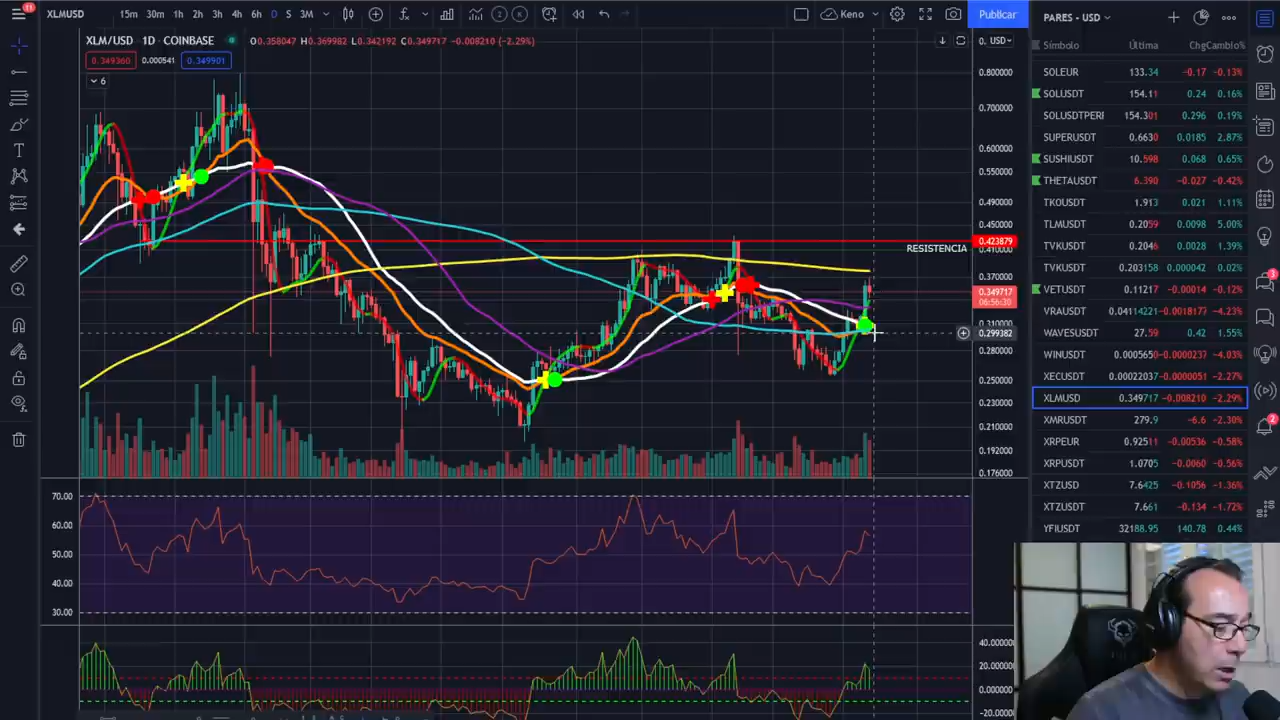 11
XLMUSD
15m 30m 1h 2h 3h 4h 6h D S 3M
2 K
Keno
Publicar
PARES - USD
XLM/USD 1D COINBASE
O0.358047 H0.369982 L0.342192 C0.349717 -0.008210 (-2.29%)
0.349360 0.000541 0.349901
6
USD
0.800000
0.700000
0.600000
0.550000
0.490000
0.450000
0.423879
RESISTENCIA
0.410000
0.370000
0.349717
06:56:30
0.310000
0.299382
0.280000
0.250000
0.230000
0.210000
0.192000
0.176000
70.00
60.00
50.00
40.00
30.00
40.000000
20.000000
0.000000
-20.00000
Símbolo Última Chg Cambio%
SOLEUR 133.34 -0.17 -0.13%
SOLUSDT 154.11 0.24 0.16%
SOLUSDTPERI 154.301 0.296 0.19%
SUPERUSDT 0.6630 0.0185 2.87%
SUSHIUSDT 10.598 0.068 0.65%
THETAUSDT 6.390 -0.027 -0.42%
TKOUSDT 1.913 0.021 1.11%
TLMUSDT 0.2059 0.0098 5.00%
TVKUSDT 0.2046 0.0028 1.39%
TVKUSDT 0.203158 0.000042 0.02%
VETUSDT 0.11217 -0.00014 -0.12%
VRAUSDT 0.04114221 -0.0018177 -4.23%
WAVESUSDT 27.59 0.42 1.55%
WINUSDT 0.0005650 -0.0000237 -4.03%
XECUSDT 0.00022037 -0.0000051 -2.27%
XLMUSD 0.349717 -0.008210 -2.29%
XMRUSDT 279.9 -6.6 -2.30%
XRPEUR 0.92511 -0.00536 -0.58%
XRPUSDT 1.0705 -0.0060 -0.56%
XTZUSD 7.6425 -0.1056 -1.36%
XTZUSDT 7.661 -0.134 -1.72%
YFIUSDT 32188.95 140.78 0.44%
3
2